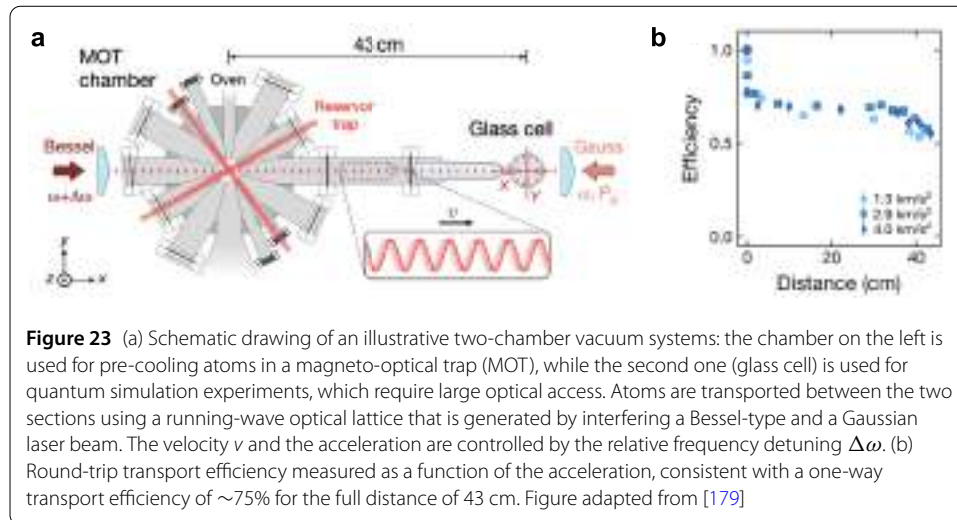 a
43 cm
b
MOT
chamber
Oven
Reservoir
trap
Bessel
ω+Δω
Glass cell
Gauss
X
Y
υ
y
z
x
Efficiency
1.0
0.5
0.0
1.3 km/s²
2.9 km/s²
4.0 km/s²
0
20
40
Distance (cm)
Figure 23 (a) Schematic drawing of an illustrative two-chamber vacuum systems: the chamber on the left is
used for pre-cooling atoms in a magneto-optical trap (MOT), while the second one (glass cell) is used for
quantum simulation experiments, which require large optical access. Atoms are transported between the two
sections using a running-wave optical lattice that is generated by interfering a Bessel-type and a Gaussian
laser beam. The velocity v and the acceleration are controlled by the relative frequency detuning Δω. (b)
Round-trip transport efficiency measured as a function of the acceleration, consistent with a one-way
transport efficiency of ~75% for the full distance of 43 cm. Figure adapted from [179]